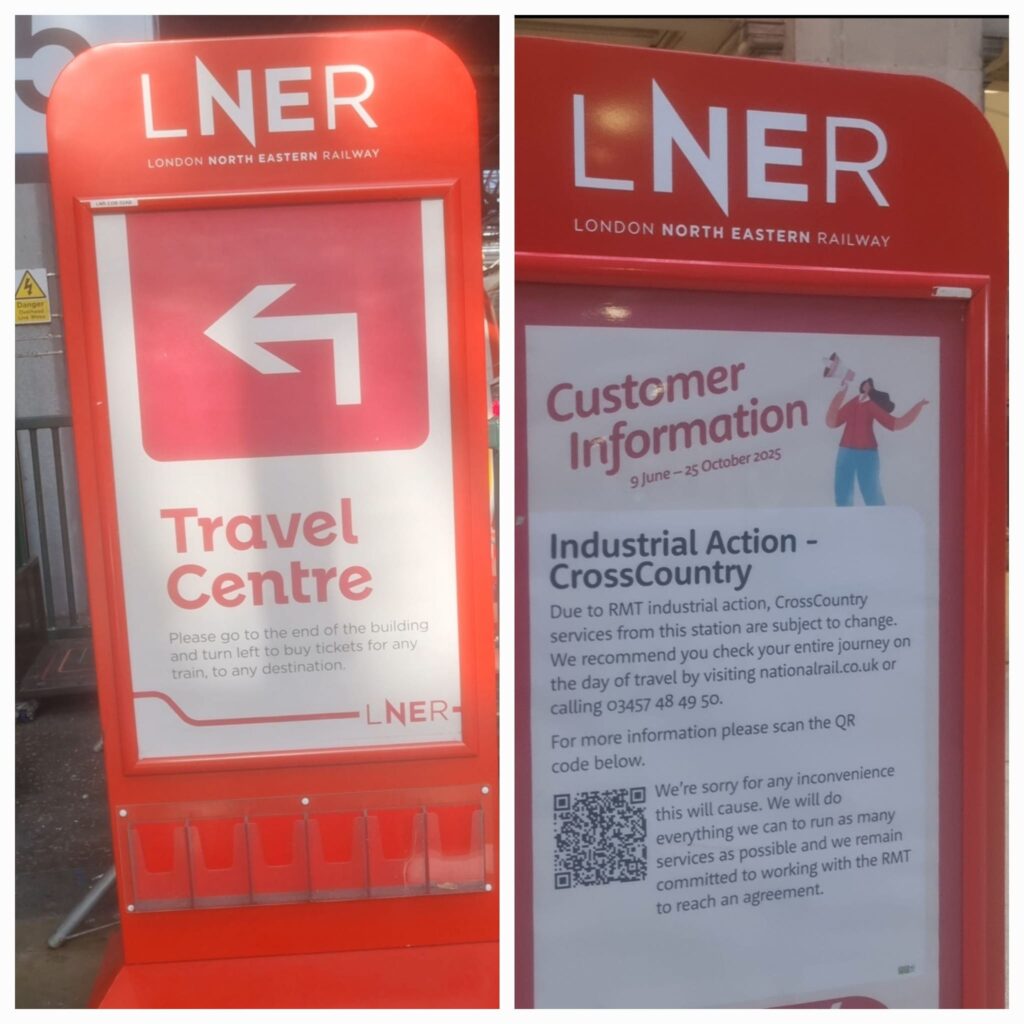 5
LNER
LONDON NORTH EASTERN RAILWAY
Danger
Overhead
Live Wires
Travel
Centre
Please go to the end of the building
and turn left to buy tickets for any
train, to any destination.
LNER
LNER
LONDON NORTH EASTERN RAILWAY
Customer
Information
9 June – 25 October 2025
Industrial Action -
CrossCountry
Due to RMT industrial action, CrossCountry
services from this station are subject to change.
We recommend you check your entire journey on
the day of travel by visiting nationalrail.co.uk or
calling 03457 48 49 50.
For more information please scan the QR
code below.
We're sorry for any inconvenience
this will cause. We will do
everything we can to run as many
services as possible and we remain
committed to working with the RMT
to reach an agreement.